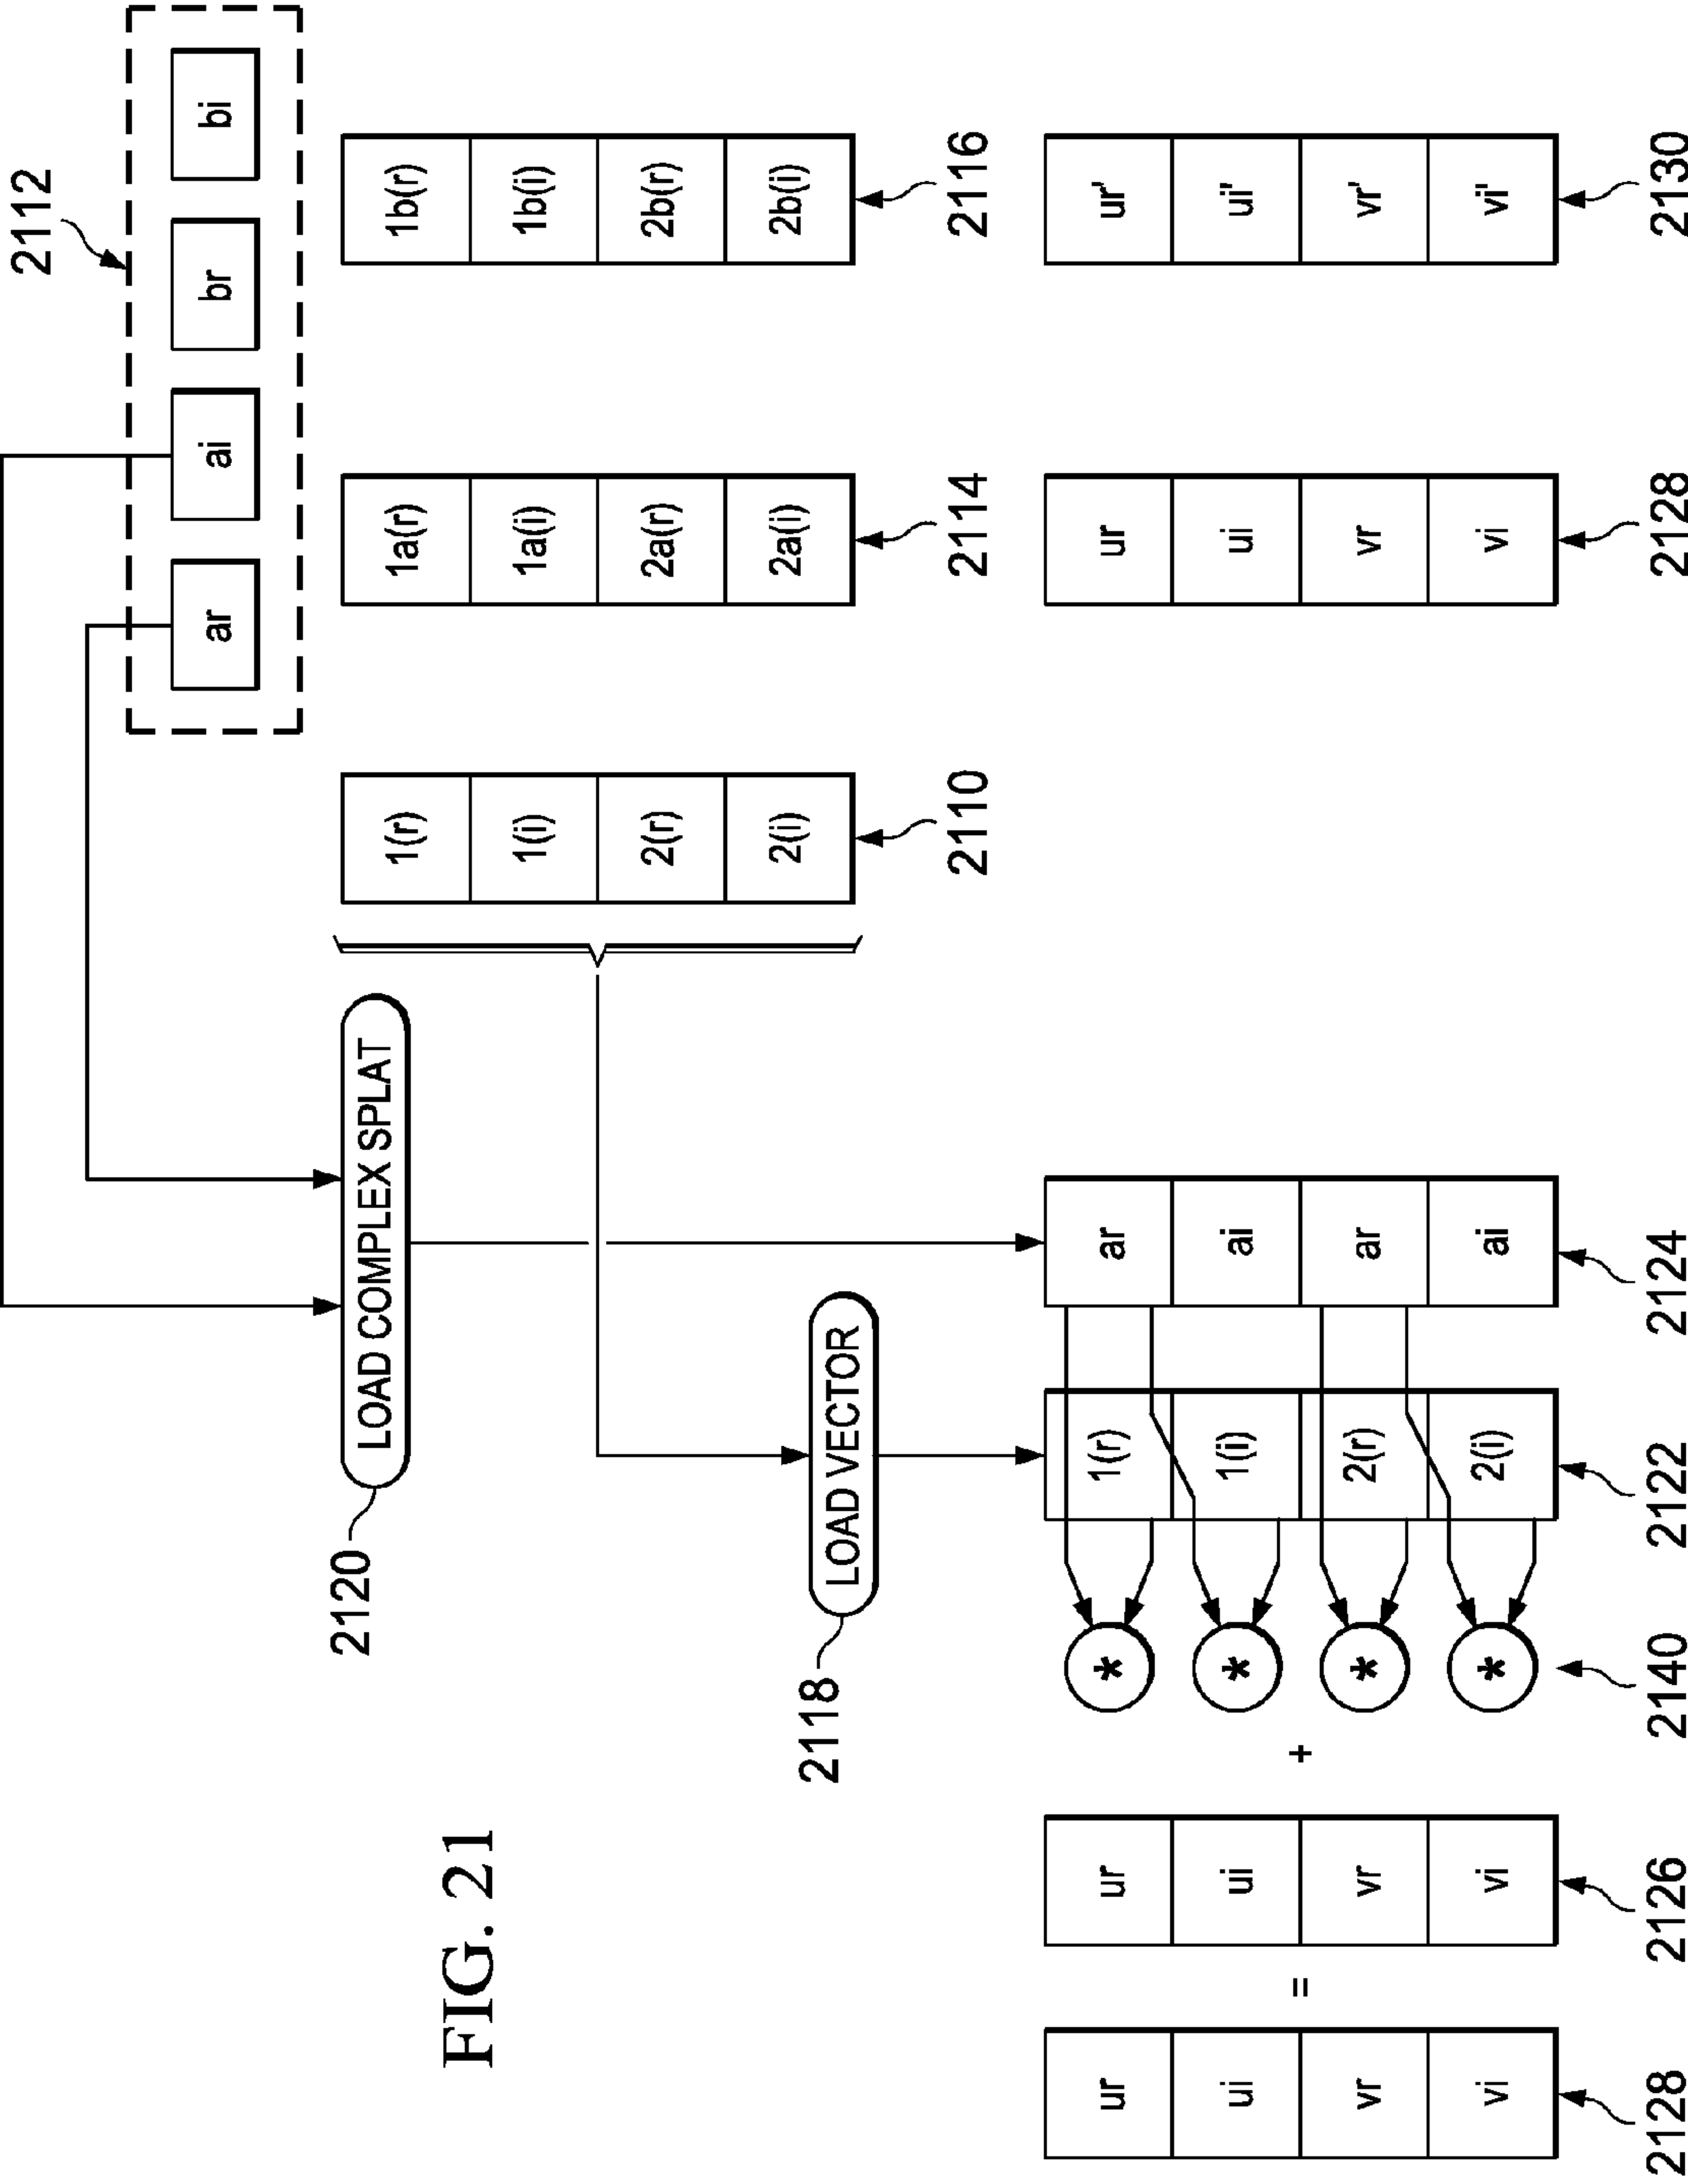 2112
ar ai br bi
2120 LOAD COMPLEX SPLAT
1(r) 1a(r) 1b(r)
FIG. 21
1(i) 1a(i) 1b(i)
2(r) 2a(r) 2b(r)
2(i) 2a(i) 2b(i)
2118 LOAD VECTOR
2110 2114 2116
ur ur * 1(r) ar ur ur'
ui ui * 1(i) ai ui ui'
= +
vr vr * 2(r) ar vr vr'
vi vi * 2(i) ai vi vi'
2128 2126 2140 2122 2124 2128 2130